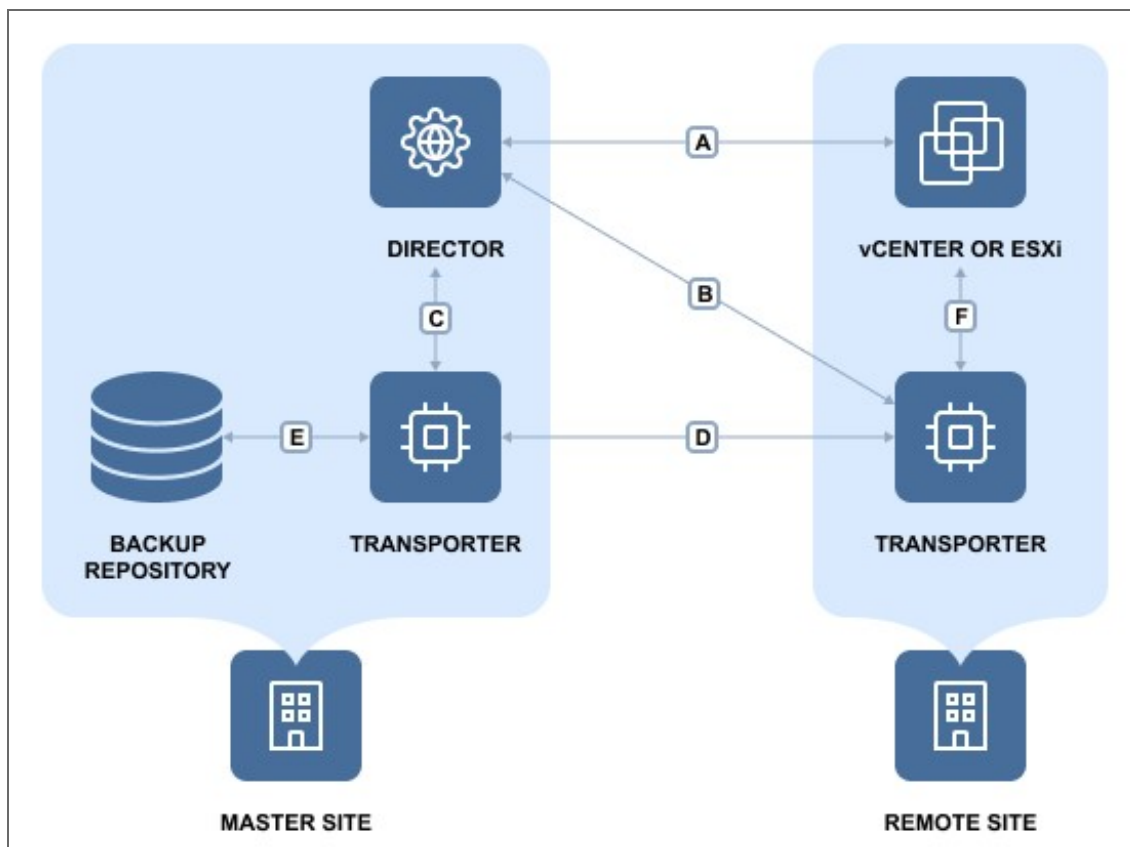 A
DIRECTOR
vCENTER OR ESXi
B
C
F
E
D
BACKUP
REPOSITORY
TRANSPORTER
TRANSPORTER
MASTER SITE
REMOTE SITE